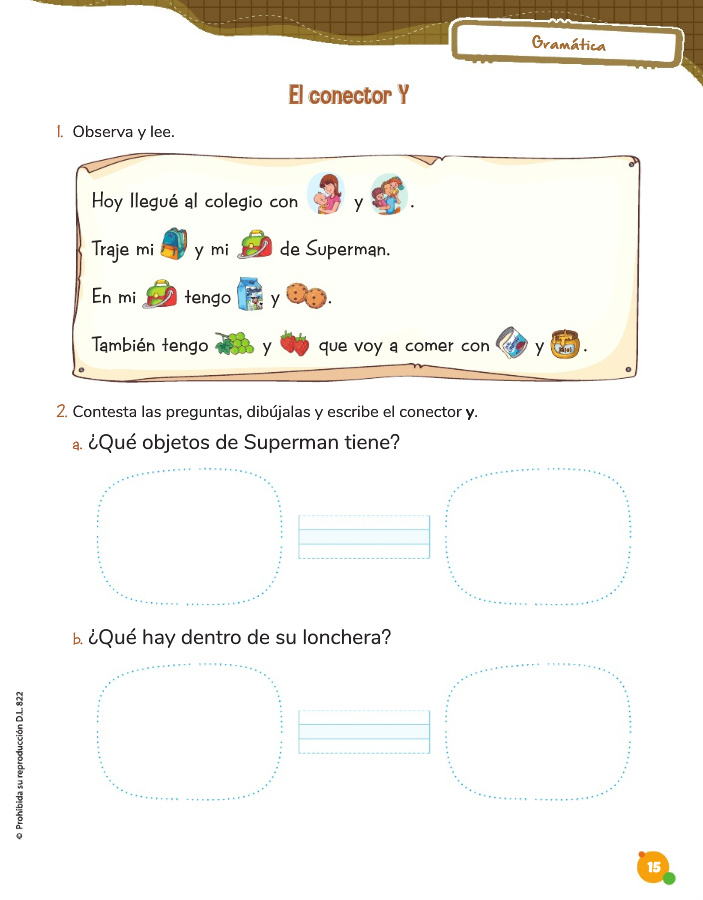 Gramática
El conector Y
1. Observa y lee.
Hoy llegué al colegio con y .
Traje mi y mi de Superman.
En mi tengo y .
También tengo y que voy a comer con y .
2. Contesta las preguntas, dibújalas y escribe el conector y.
a. ¿Qué objetos de Superman tiene?
b. ¿Qué hay dentro de su lonchera?
© Prohibida su reproducción D.L. 822
15